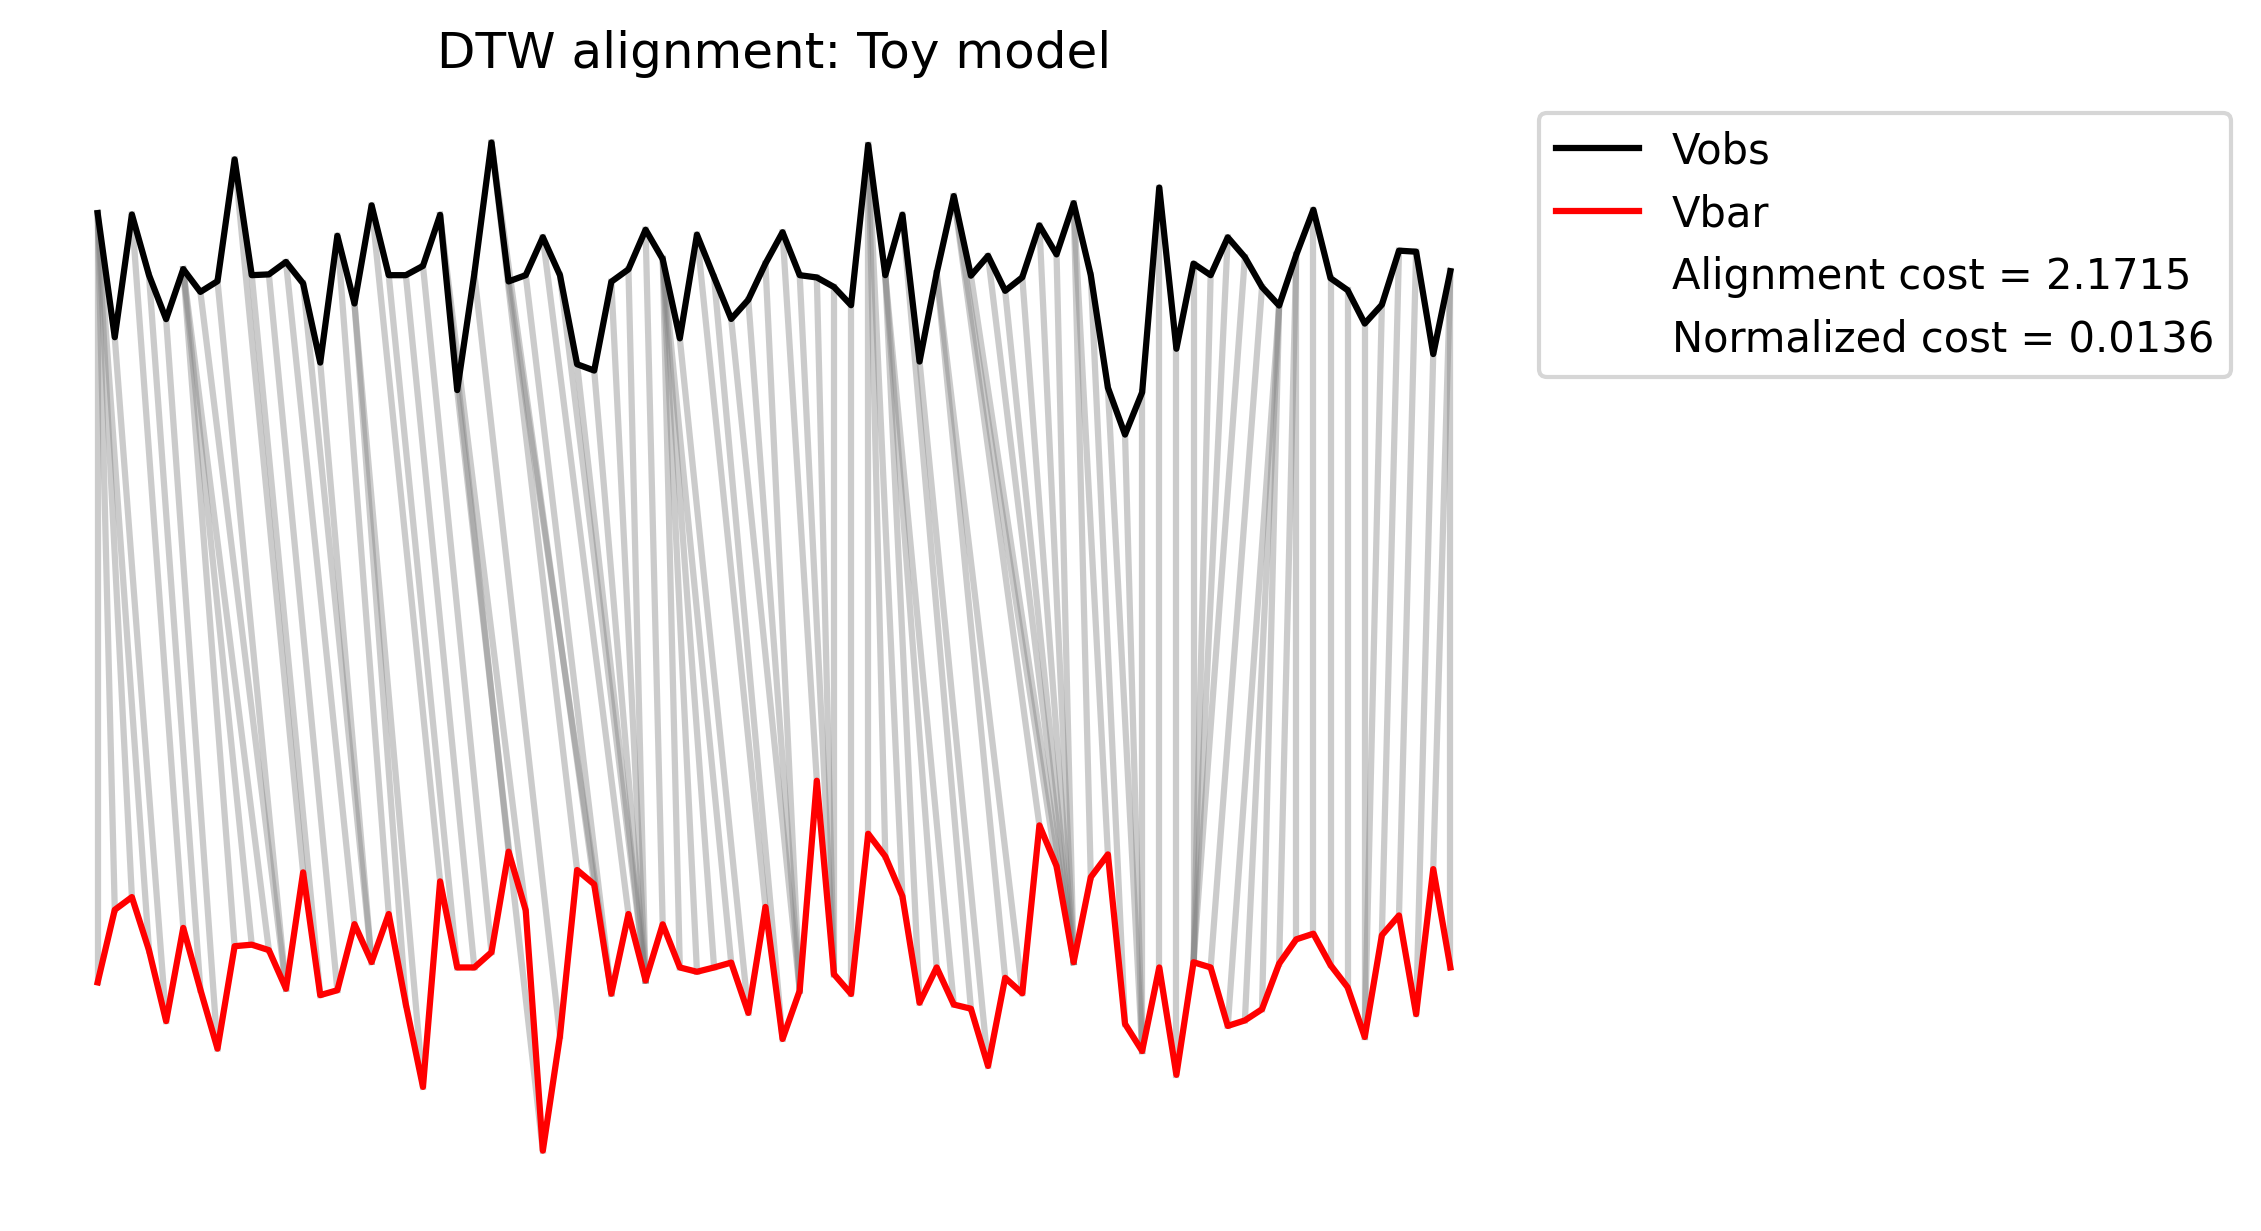 DTW alignment: Toy model
Vobs
Vbar
Alignment cost = 2.1715
Normalized cost = 0.0136